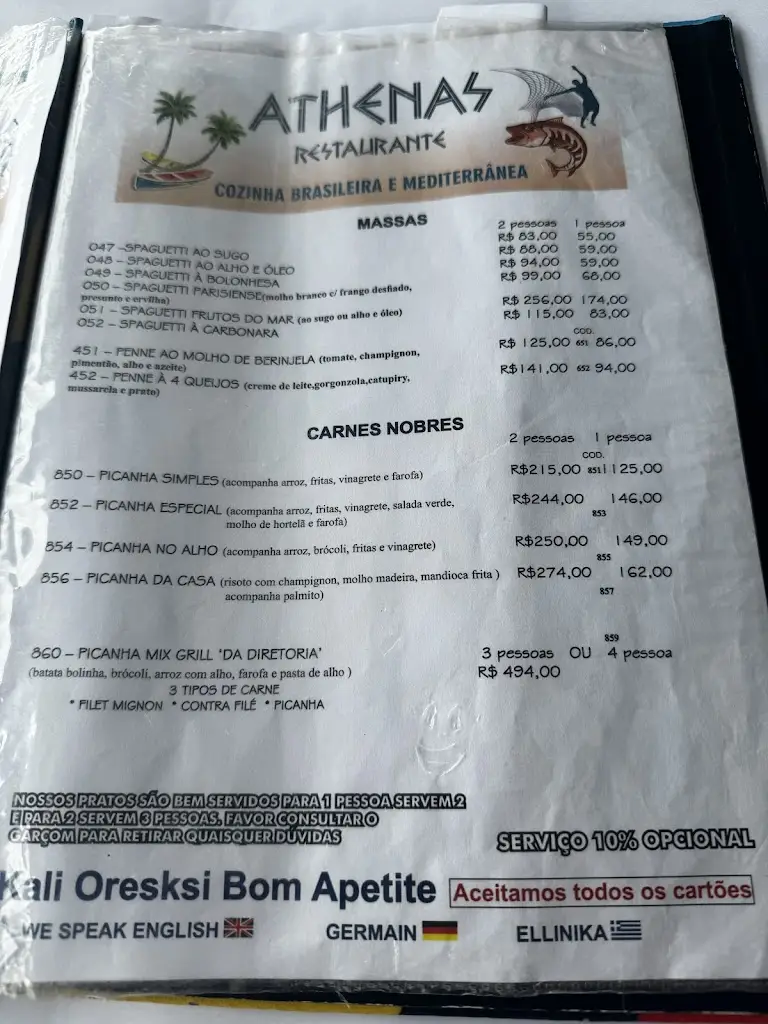 ATHENAS
RESTAURANTE
COZINHA BRASILEIRA E MEDITERRÂNEA
MASSAS
2 pessoas 1 pessoa
047 -SPAGUETTI AO SUGO R$ 83,00 55,00
048 - SPAGUETTI AO ALHO E ÓLEO R$ 88,00 59,00
049 - SPAGUETTI À BOLONHESA R$ 94,00 59,00
050 - SPAGUETTI PARISIENSE(molho branco c/ frango desfiado, R$ 99,00 68,00
presunto e ervilha)
051 - SPAGUETTI FRUTOS DO MAR (ao sugo ou alho e óleo) R$ 256,00 174,00
052 - SPAGUETTI À CARBONARA R$ 115,00 83,00
COD.
451 - PENNE AO MOLHO DE BERINJELA (tomate, champignon, R$ 125,00 651 86,00
pimentão, alho e azeite)
452 - PENNE À 4 QUEIJOS (creme de leite,gorgonzola,catupiry, R$141,00 652 94,00
mussarela e prato)
CARNES NOBRES
2 pessoas 1 pessoa
COD.
850 – PICANHA SIMPLES (acompanha arroz, fritas, vinagrete e farofa) R$215,00 851 125,00
852 – PICANHA ESPECIAL (acompanha arroz, fritas, vinagrete, salada verde, R$244,00 146,00
molho de hortelã e farofa) 853
854 – PICANHA NO ALHO (acompanha arroz, brócoli, fritas e vinagrete) R$250,00 149,00
855
856 – PICANHA DA CASA (risoto com champignon, molho madeira, mandioca frita ) R$274,00 162,00
acompanha palmito) 857
859
860 – PICANHA MIX GRILL 'DA DIRETORIA' 3 pessoas OU 4 pessoa
(batata bolinha, brócoli, arroz com alho, farofa e pasta de alho ) R$ 494,00
3 TIPOS DE CARNE
* FILET MIGNON * CONTRA FILÉ * PICANHA
NOSSOS PRATOS SÃO BEM SERVIDOS PARA 1 PESSOA SERVEM 2
E PARA 2 SERVEM 3 PESSOAS. FAVOR CONSULTAR O
GARÇOM PARA RETIRAR QUAISQUER DÚVIDAS
SERVIÇO 10% OPCIONAL
Kali Oresksi Bom Apetite Aceitamos todos os cartões
WE SPEAK ENGLISH GERMAIN ELLINIKA